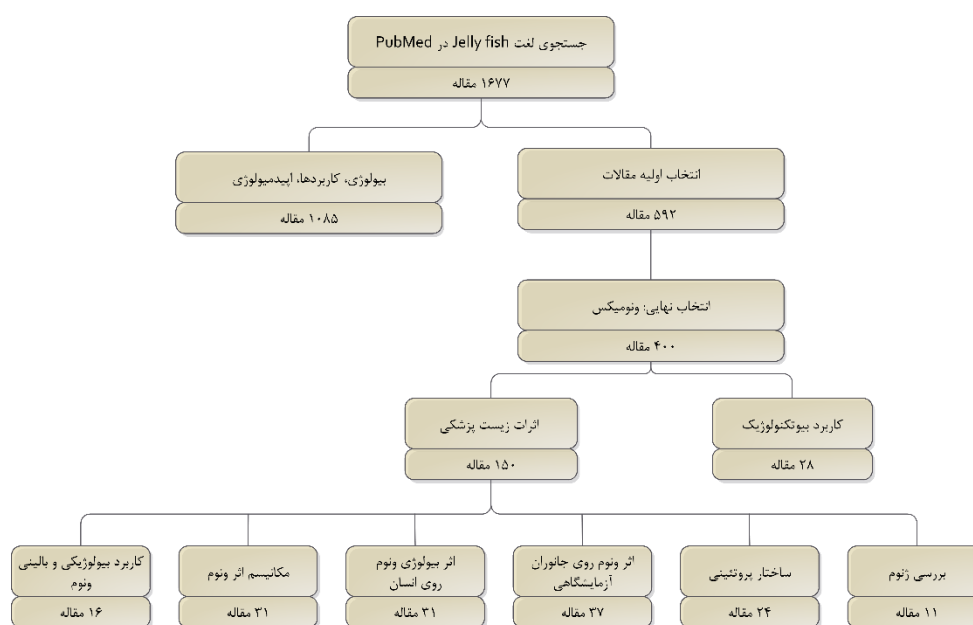 جستجوی لغت Jelly fish در PubMed
۱۶۷۷ مقاله
انتخاب اولیه مقالات
۵۹۲ مقاله
بیولوژی، کاربردها، اپیدمیولوژی
۱۰۸۵ مقاله
انتخاب نهایی: ونومیکس
۴۰۰ مقاله
کاربرد بیوتکنولوژیک
۲۸ مقاله
اثرات زیست پزشکی
۱۵۰ مقاله
بررسی ژنوم
۱۱ مقاله
ساختار پروتئینی
۲۴ مقاله
اثر ونوم روی جانوران
آزمایشگاهی
۳۷ مقاله
اثر بیولوژی ونوم
روی انسان
۳۱ مقاله
مکانیسم اثر ونوم
۳۱ مقاله
کاربرد بیولوژیکی و بالینی
ونوم
۱۶ مقاله